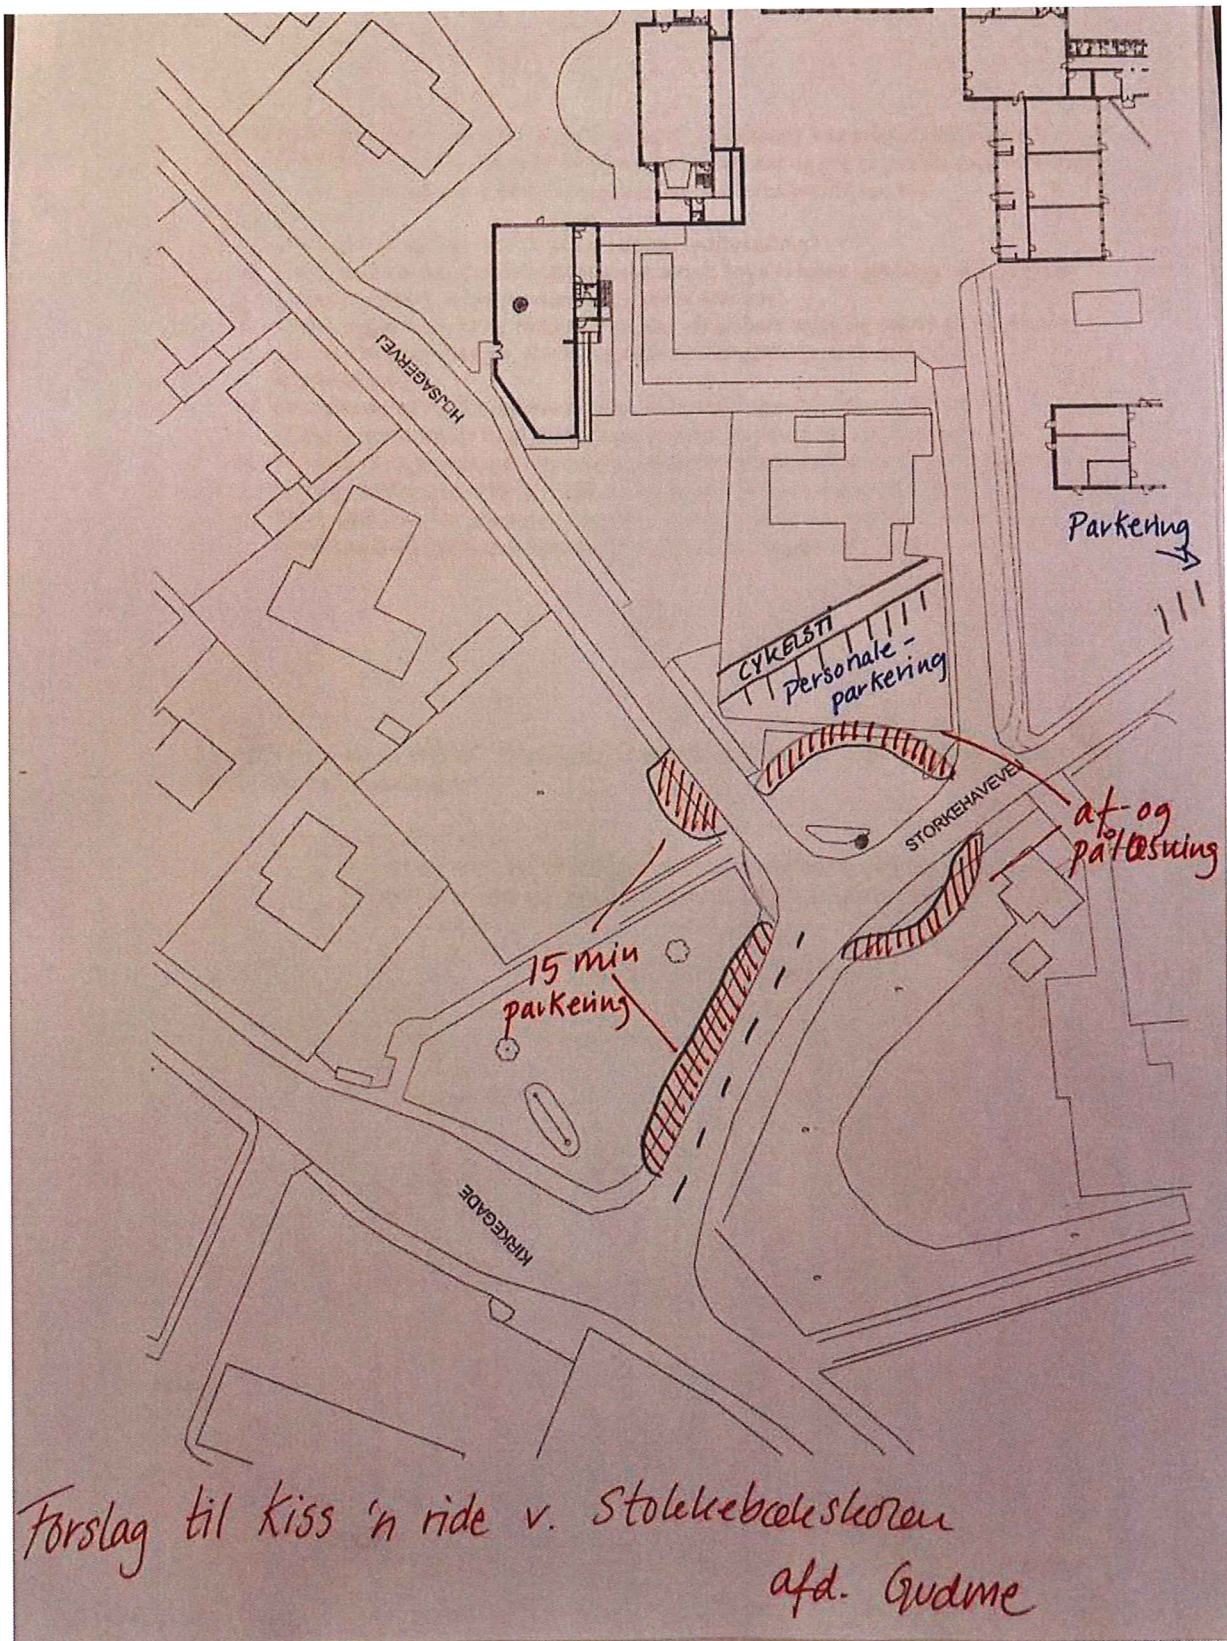 HØJSAGERVEJ
Parkering
CYKELSTI
Personale-
parkering
STORKEHAVEVEJ
af- og
pålæsning
15 min
parkering
KIRKEGADE
Forslag til Kiss 'n ride v. Stokkebækskolen
afd. Gudme